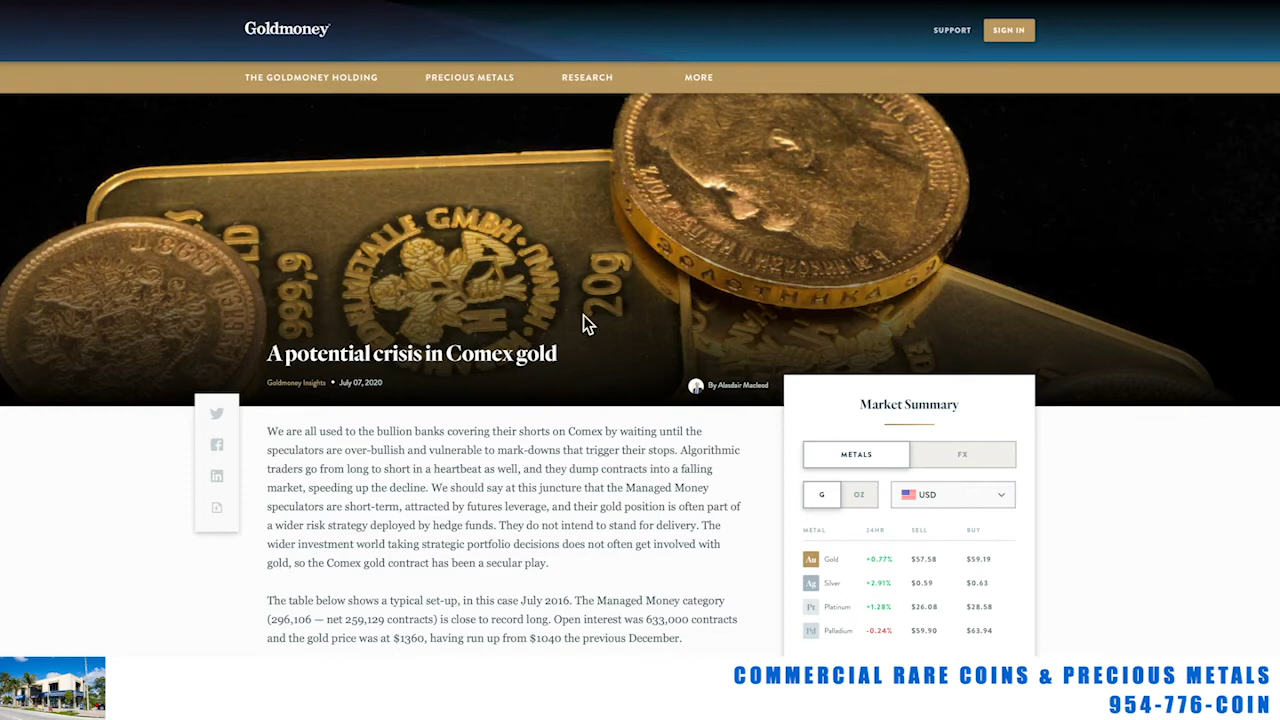 Goldmoney
SUPPORT
SIGN IN
THE GOLDMONEY HOLDING
PRECIOUS METALS
RESEARCH
MORE
999,9
20g
A potential crisis in Comex gold
Goldmoney Insights • July 07, 2020
By Alasdair Macleod
We are all used to the bullion banks covering their shorts on Comex by waiting until the
speculators are over-bullish and vulnerable to mark-downs that trigger their stops. Algorithmic
traders go from long to short in a heartbeat as well, and they dump contracts into a falling
market, speeding up the decline. We should say at this juncture that the Managed Money
speculators are short-term, attracted by futures leverage, and their gold position is often part of
a wider risk strategy deployed by hedge funds. They do not intend to stand for delivery. The
wider investment world taking strategic portfolio decisions does not often get involved with
gold, so the Comex gold contract has been a secular play.
The table below shows a typical set-up, in this case July 2016. The Managed Money category
(296,106 — net 259,129 contracts) is close to record long. Open interest was 633,000 contracts
and the gold price was at $1360, having run up from $1040 the previous December.
Market Summary
METALS FX
G OZ USD
METAL 24HR SELL BUY
Au Gold +0.77% $57.58 $59.19
Ag Silver +2.91% $0.59 $0.63
Pt Platinum +1.28% $26.08 $28.58
Pd Palladium -0.24% $59.90 $63.94
COMMERCIAL RARE COINS & PRECIOUS METALS
954-776-COIN